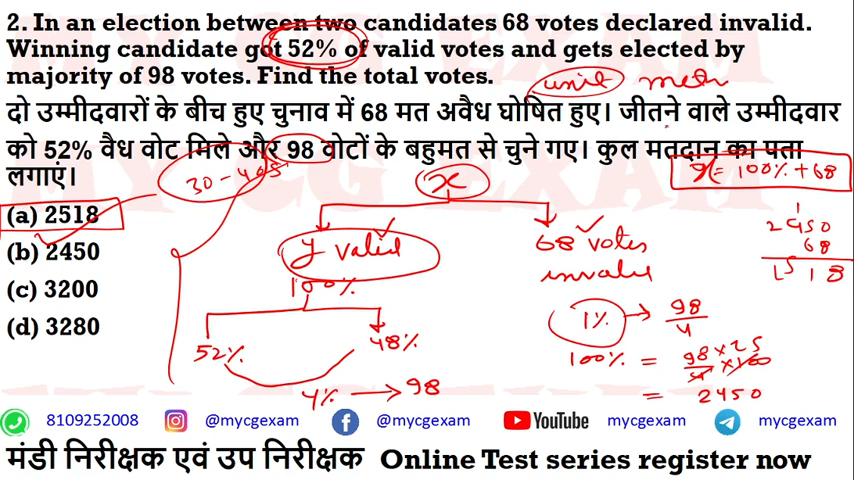 2. In an election between two candidates 68 votes declared invalid.
Winning candidate got 52% of valid votes and gets elected by
majority of 98 votes. Find the total votes.
unit meth
दो उम्मीदवारों के बीच हुए चुनाव में 68 मत अवैध घोषित हुए। जीतने वाले उम्मीदवार
को 52% वैध वोट मिले और 98 वोटों के बहुमत से चुने गए। कुल मतदान का पता
लगाएं।
30-40s
x
x = 100% + 68
(a) 2518
(b) 2450
(c) 3200
(d) 3280
y valid
100%
68 votes
invalid
2450
68
52%
48%
4% → 98
1% → 98/4
100% = 98×25
= 2450
8109252008 @mycgexam @mycgexam YouTube mycgexam mycgexam
मंडी निरीक्षक एवं उप निरीक्षक Online Test series register now
MY CG EXAM